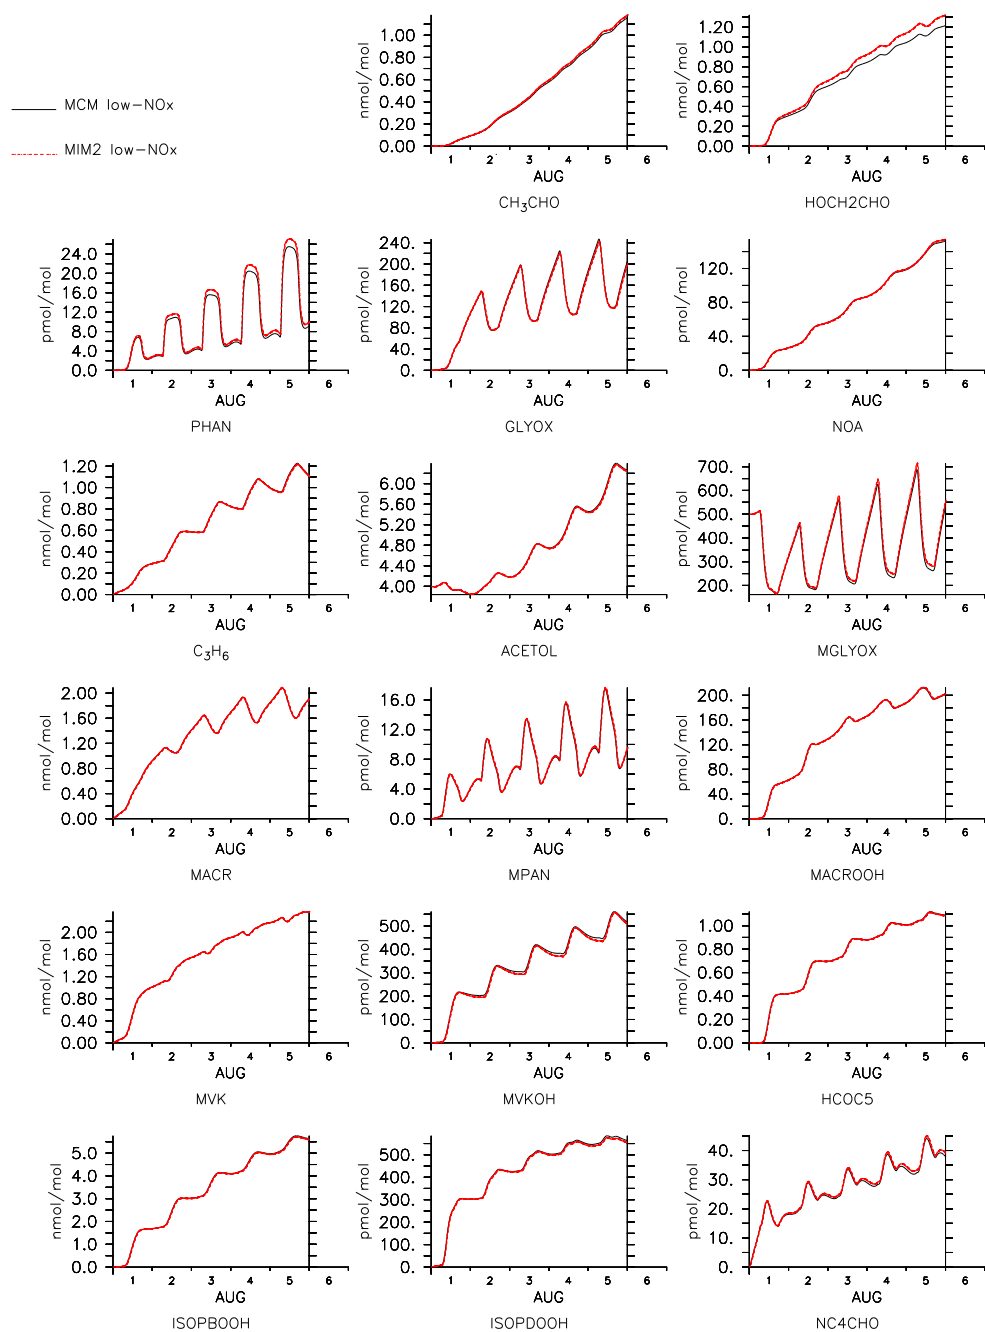 MCM low-NOx
MIM2 low-NOx
nmol/mol
1.00
0.80
0.60
0.40
0.20
0.00
1 2 3 4 5 6
AUG
CH3CHO
nmol/mol
1.20
1.00
0.80
0.60
0.40
0.20
0.00
1 2 3 4 5 6
AUG
HOCH2CHO
pmol/mol
24.0
20.0
16.0
12.0
8.0
4.0
0.0
1 2 3 4 5 6
AUG
PHAN
pmol/mol
240.
200.
160.
120.
80.
40.
0.
1 2 3 4 5 6
AUG
GLYOX
pmol/mol
120.
80.
40.
0.
1 2 3 4 5 6
AUG
NOA
nmol/mol
1.20
1.00
0.80
0.60
0.40
0.20
0.00
1 2 3 4 5 6
AUG
C3H6
nmol/mol
6.00
5.20
4.80
4.40
4.00
1 2 3 4 5 6
AUG
ACETOL
pmol/mol
700.
600.
500.
400.
300.
200.
1 2 3 4 5 6
AUG
MGLYOX
nmol/mol
2.00
1.60
1.20
0.80
0.40
0.00
1 2 3 4 5 6
AUG
MACR
pmol/mol
16.0
12.0
8.0
4.0
0.0
1 2 3 4 5 6
AUG
MPAN
pmol/mol
200.
160.
120.
80.
40.
0.
1 2 3 4 5 6
AUG
MACROOH
nmol/mol
2.00
1.60
1.20
0.80
0.40
0.00
1 2 3 4 5 6
AUG
MVK
pmol/mol
500.
400.
300.
200.
100.
0.
1 2 3 4 5 6
AUG
MVKOH
nmol/mol
1.00
0.80
0.60
0.40
0.20
0.00
1 2 3 4 5 6
AUG
HCOC5
nmol/mol
5.0
4.0
3.0
2.0
1.0
0.0
1 2 3 4 5 6
AUG
ISOPBOOH
pmol/mol
500.
400.
300.
200.
100.
0.
1 2 3 4 5 6
AUG
ISOPDOOH
pmol/mol
40.
30.
20.
10.
0.
1 2 3 4 5 6
AUG
NC4CHO